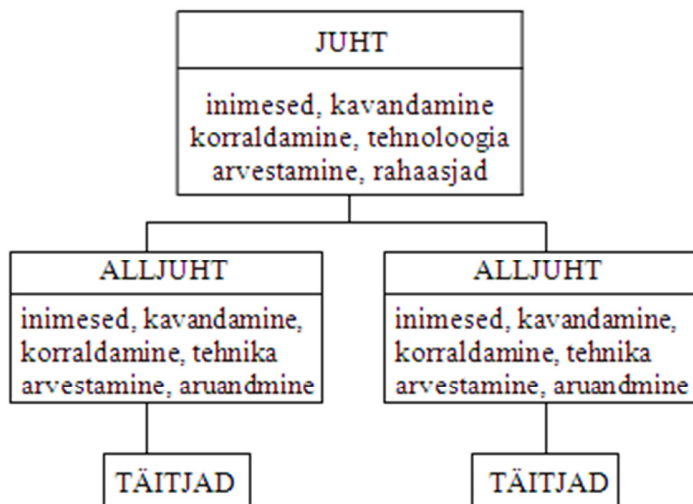 JUHT
inimesed, kavandamine
korraldamine, tehnoloogia
arvestamine, rahaasjad
ALLJUHT
inimesed, kavandamine,
korraldamine, tehnika
arvestamine, aruandmine
ALLJUHT
inimesed, kavandamine,
korraldamine, tehnika
arvestamine, aruandmine
TÄITJAD
TÄITJAD